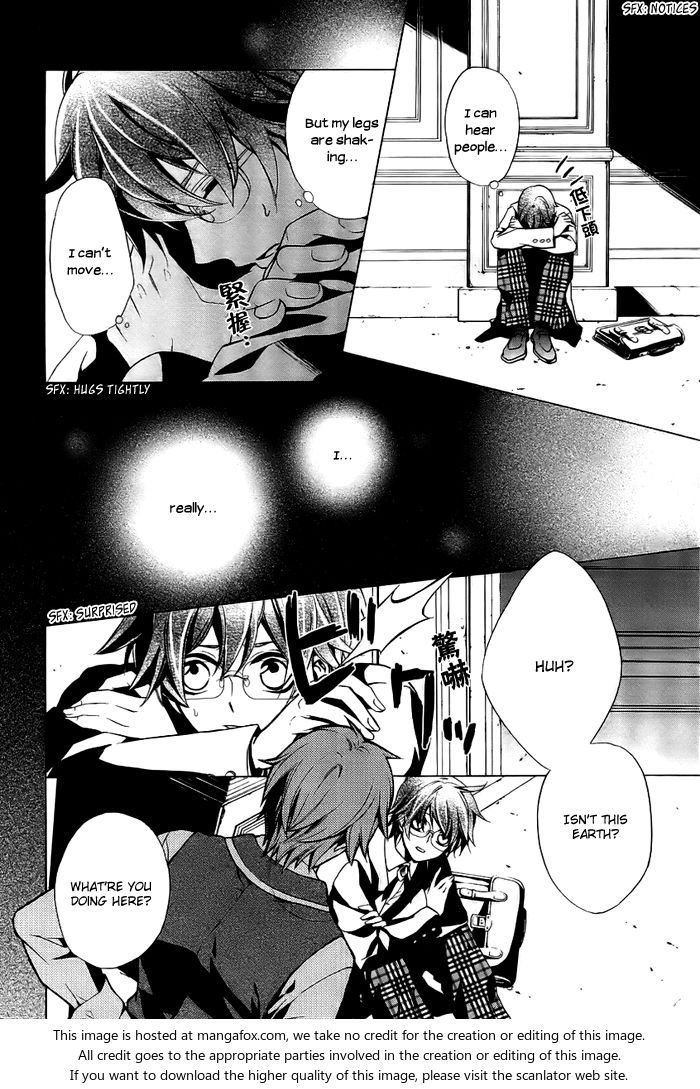 SFX: NOTICES
I can
hear
people...
低下頭
But my legs
are shak-
ing...
I can't
move...
緊握…
SFX: HUGS TIGHTLY
I...
really...
HUH?
ISN'T THIS
EARTH?
SFX: SURPRISED
ビクッ
驚嚇
WHAT'RE YOU
DOING HERE?
This image is hosted at mangafox.com, we take no credit for the creation or editing of this image.
All credit goes to the appropriate parties involved in the creation or editing of this image.
If you want to download the higher quality of this image, please visit the scanlator web site.